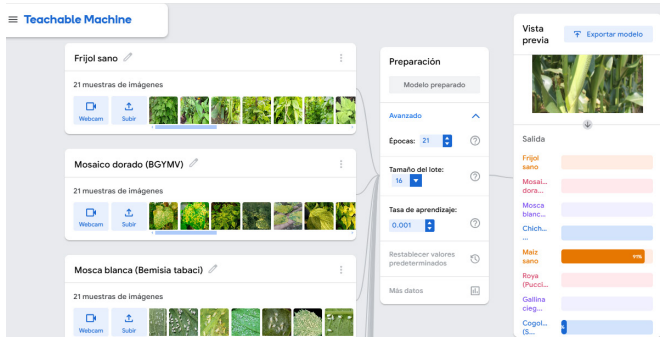 Teachable Machine
Frijol sano
21 muestras de imágenes
Webcam
Subir
Mosaico dorado (BGYMV)
21 muestras de imágenes
Webcam
Subir
Mosca blanca (Bemisia tabaci)
21 muestras de imágenes
Webcam
Subir
Preparación
Modelo preparado
Avanzado
Épocas: 21
Tamaño del lote:
16
Tasa de aprendizaje:
0.001
Restablecer valores
predeterminados
Más datos
Vista
previa
Exportar modelo
Salida
Frijol
sano
Mosai...
dora...
Mosca
blanc...
Chich...
...
Maíz
sano
91%
Roya
(Pucci...
Gallina
cieg...
Cogol...
(S...